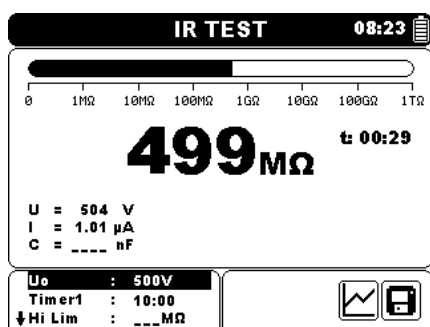 IR TEST 08:23
0 1MΩ 10MΩ 100MΩ 1GΩ 10GΩ 100GΩ 1TΩ
499MΩ t: 00:29
U = 504 V
I = 1.01 µA
C = ____ nF
Uo : 500V
Timer1 : 10:00
↓Hi Lim : ___MΩ